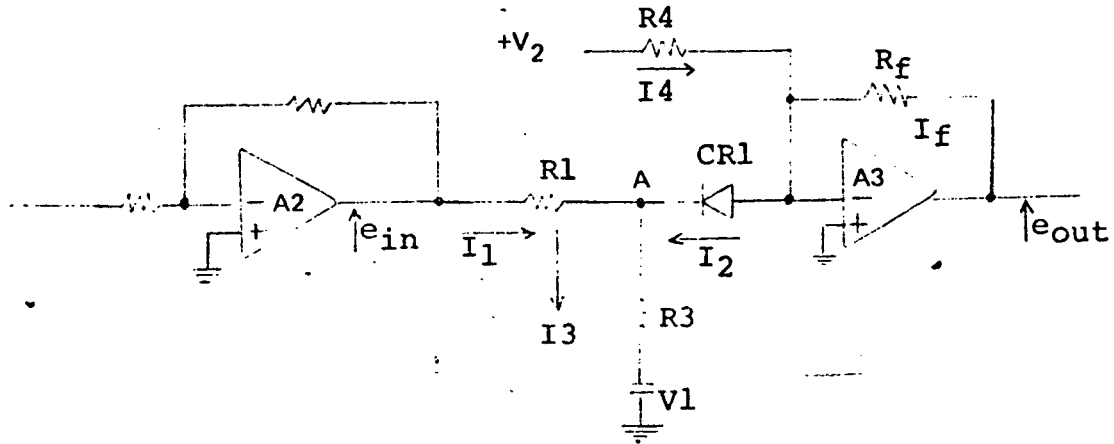 R4
+V2
I4
Rf
If
CR1
R1
A
A2
A3
- 
+
-
+
ein
I1
I2
eout
I3
R3
V1